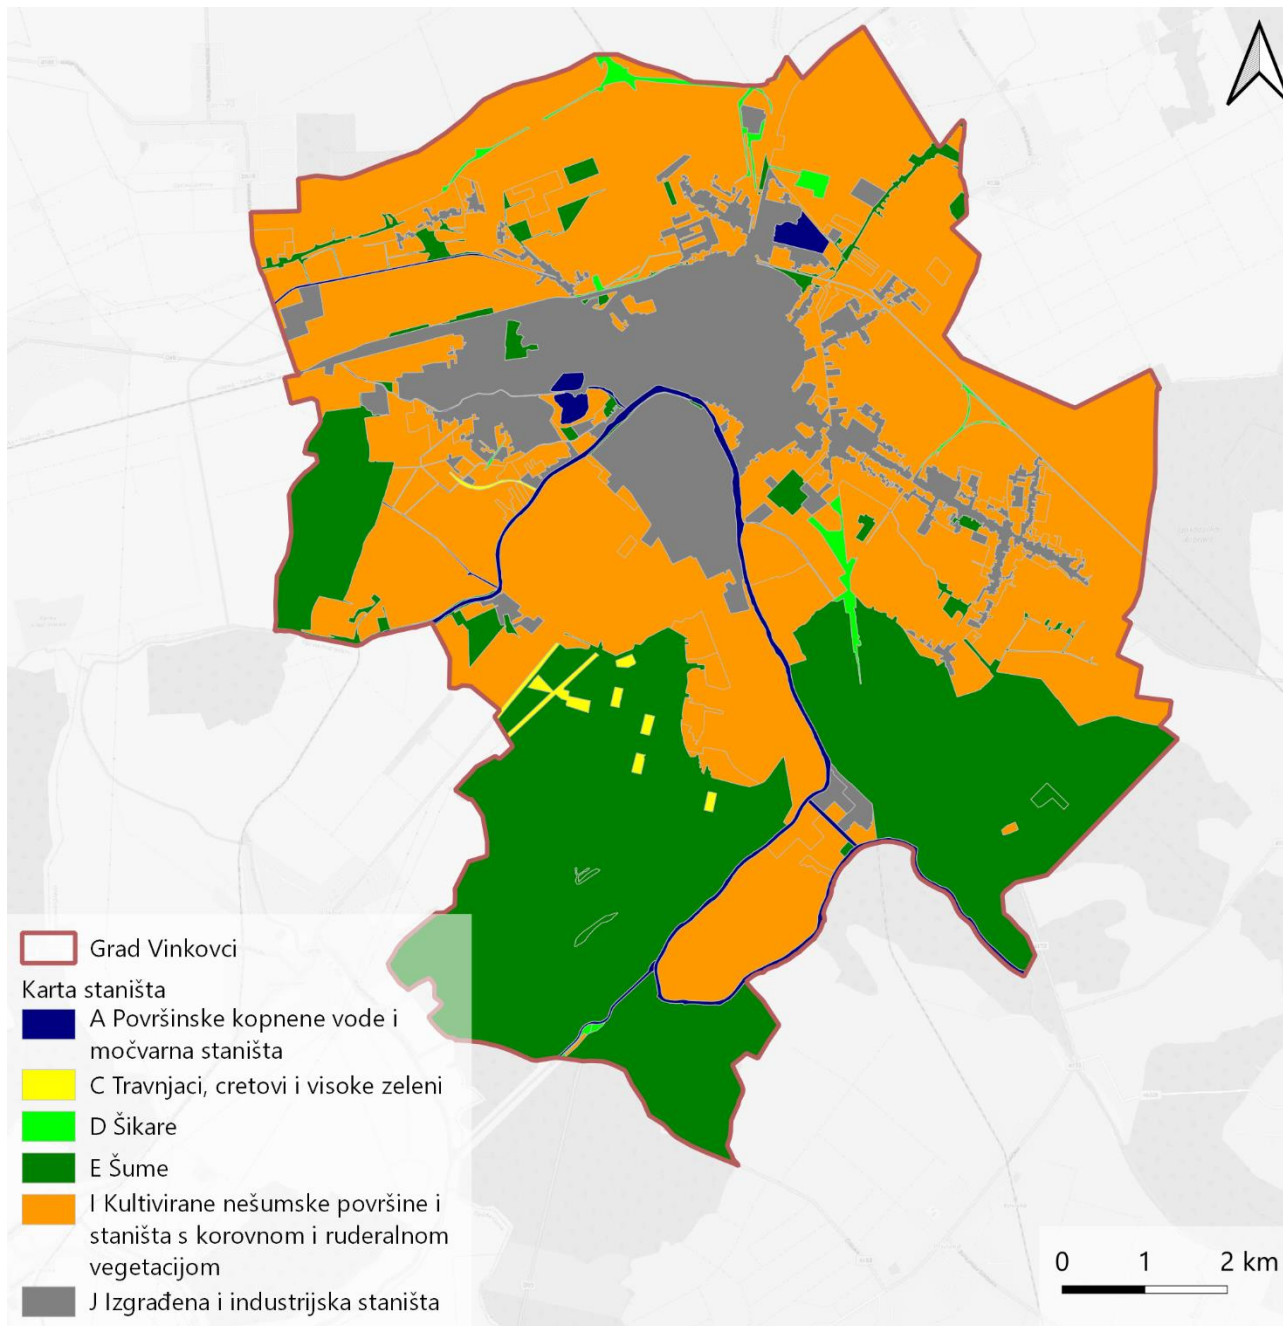 Grad Vinkovci
Karta staništa
A Površinske kopnene vode i
močvarna staništa
C Travnjaci, cretovi i visoke zeleni
D Šikare
E Šume
I Kultivirane nešumske površine i
staništa s korovnom i ruderalnom
vegetacijom
J Izgrađena i industrijska staništa
0 1 2 km